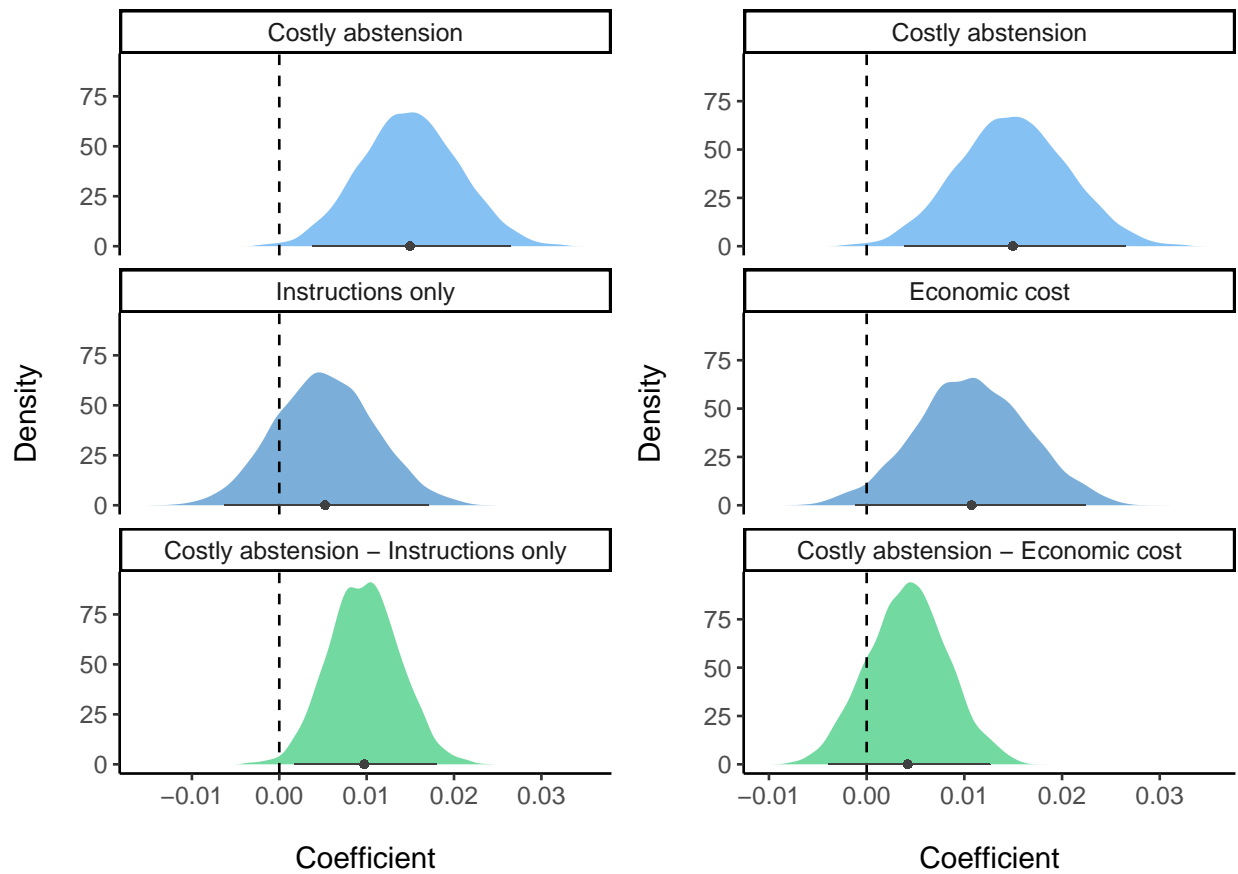 Costly abstension
75
50
25
0
Instructions only
75
50
25
0
Costly abstension − Instructions only
75
50
25
0
−0.01 0.00 0.01 0.02 0.03
Density
Coefficient
Costly abstension
75
50
25
0
Economic cost
75
50
25
0
Costly abstension − Economic cost
75
50
25
0
−0.01 0.00 0.01 0.02 0.03
Density
Coefficient